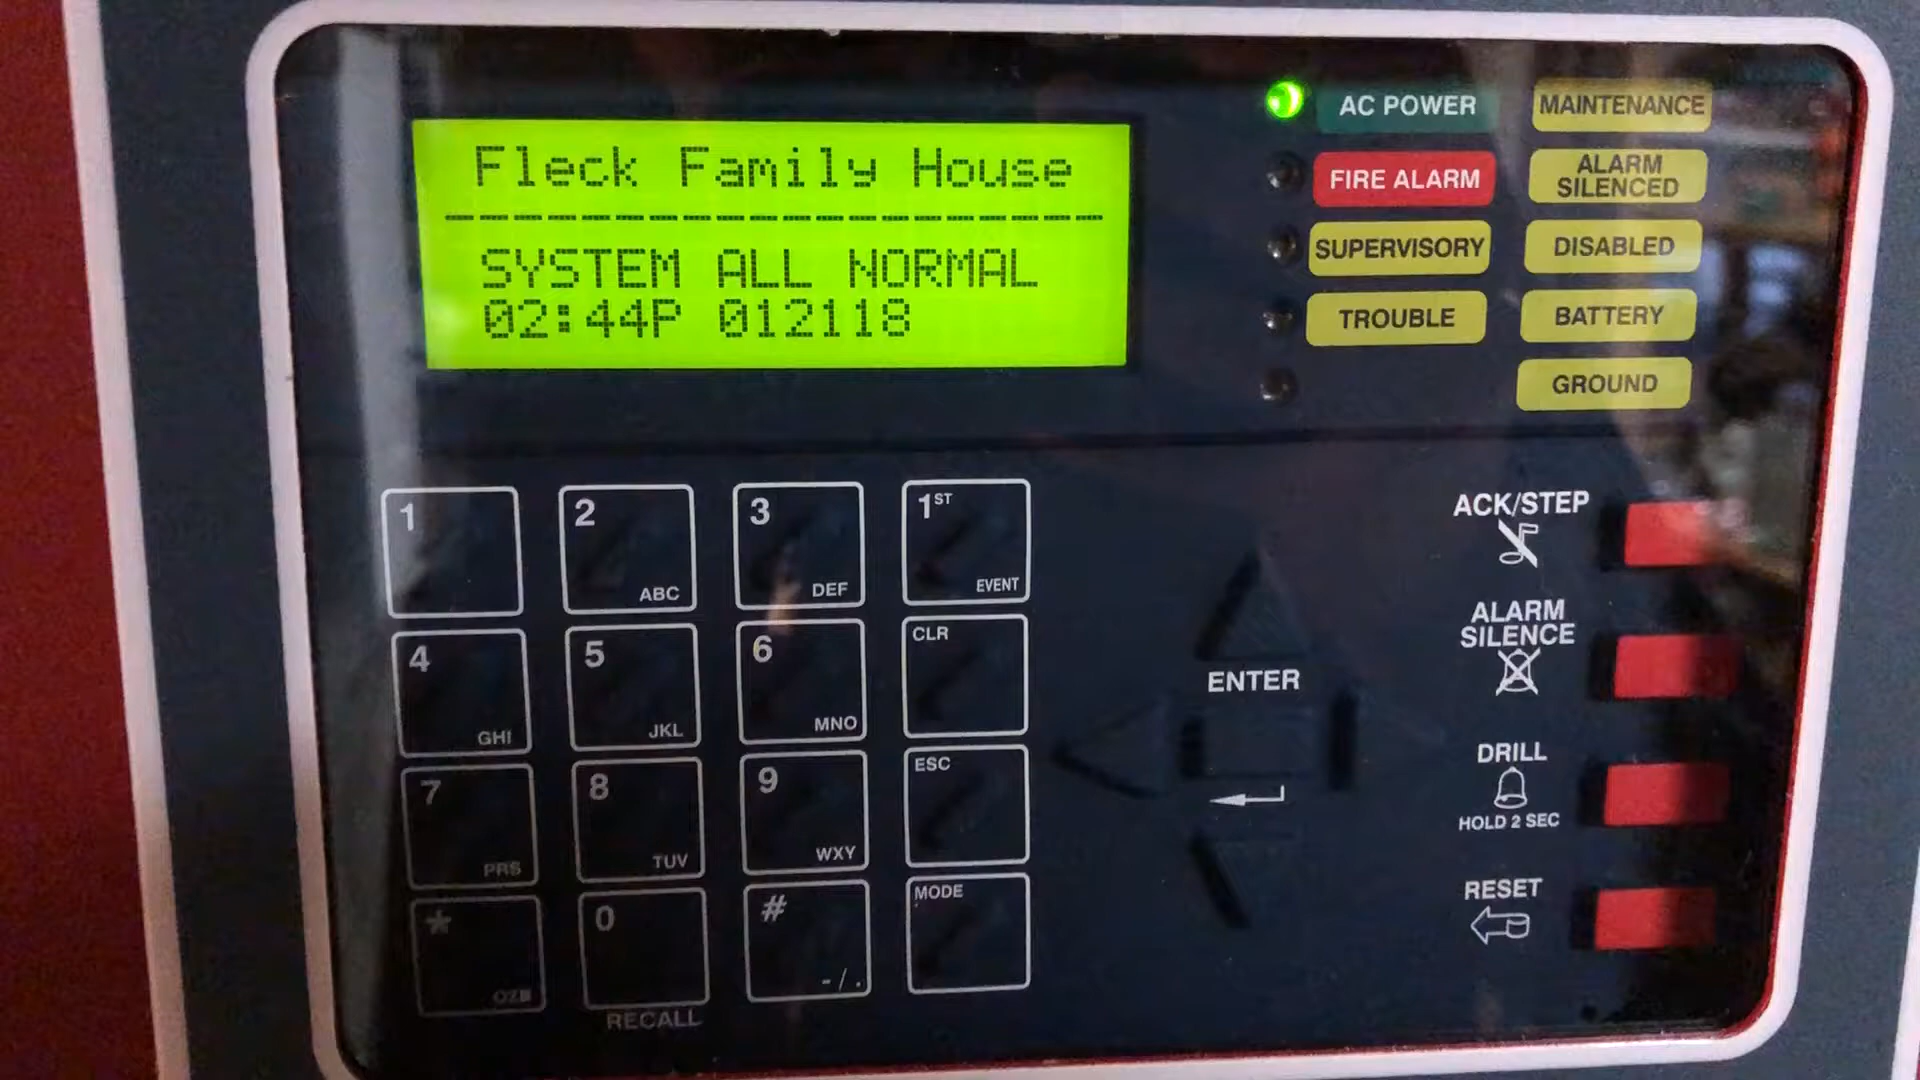 Fleck Family House
--------------------
SYSTEM ALL NORMAL
02:44P 012118
AC POWER
FIRE ALARM
SUPERVISORY
TROUBLE
MAINTENANCE
ALARM
SILENCED
DISABLED
BATTERY
GROUND
1
2 ABC
3 DEF
1ST EVENT
4 GHI
5 JKL
6 MNO
CLR
7 PRS
8 TUV
9 WXY
ESC
*
0
# - / .
MODE
RECALL
ENTER
ACK/STEP
ALARM
SILENCE
DRILL
HOLD 2 SEC
RESET